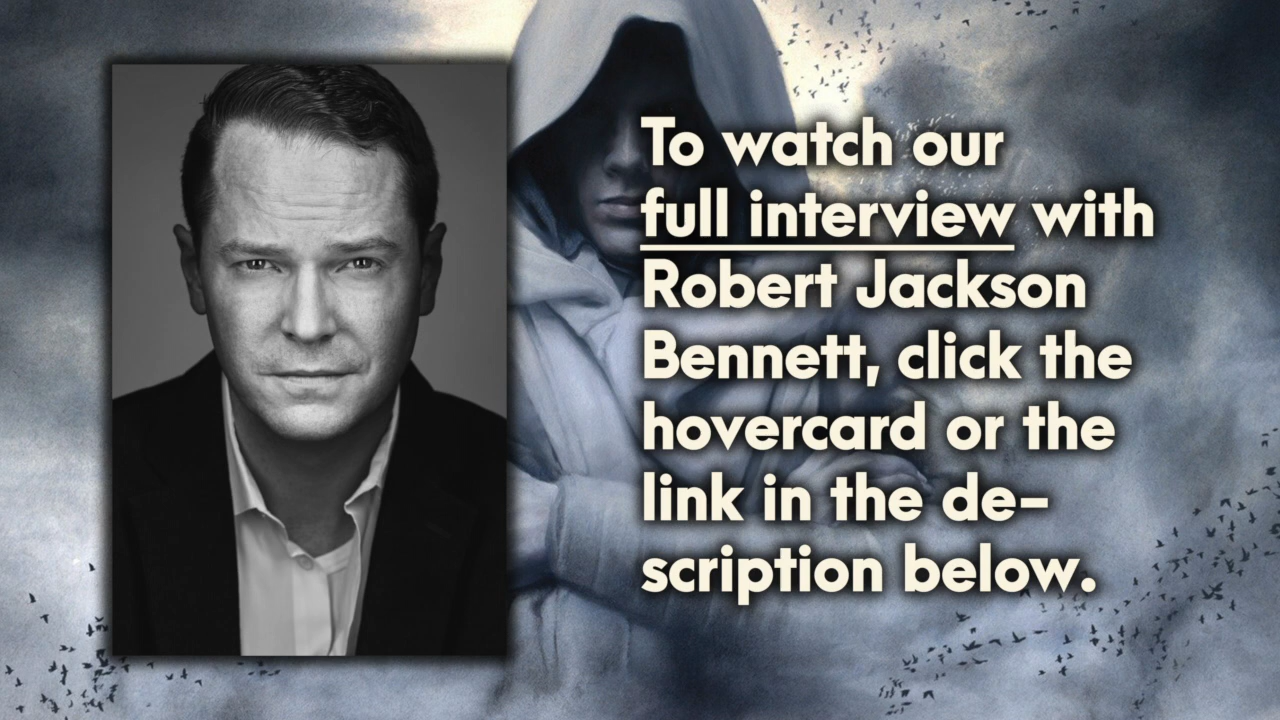 To watch our
full interview with
Robert Jackson
Bennett, click the
hovercard or the
link in the de-
scription below.